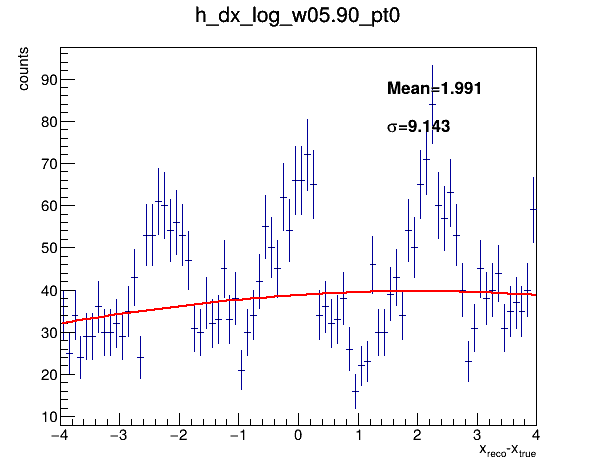 h_dx_log_w05.90_pt0
counts
90
80
70
60
50
40
30
20
10
Mean=1.991
σ=9.143
−4 −3 −2 −1 0 1 2 3 4
x_reco-x_true